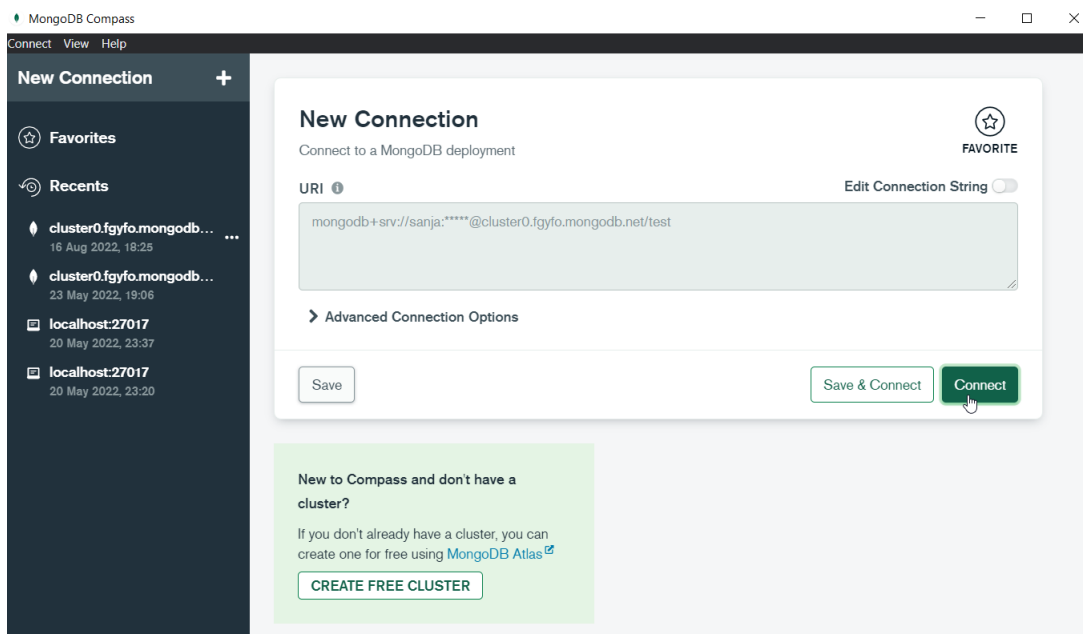 MongoDB Compass
Connect View Help
New Connection
Favorites
Recents
cluster0.fgyfo.mongodb...
16 Aug 2022, 18:25
cluster0.fgyfo.mongodb...
23 May 2022, 19:06
localhost:27017
20 May 2022, 23:37
localhost:27017
20 May 2022, 23:20
New Connection
Connect to a MongoDB deployment
FAVORITE
URI
Edit Connection String
mongodb+srv://sanja:*****@cluster0.fgyfo.mongodb.net/test
Advanced Connection Options
Save
Save & Connect
Connect
New to Compass and don't have a
cluster?
If you don't already have a cluster, you can
create one for free using MongoDB Atlas
CREATE FREE CLUSTER